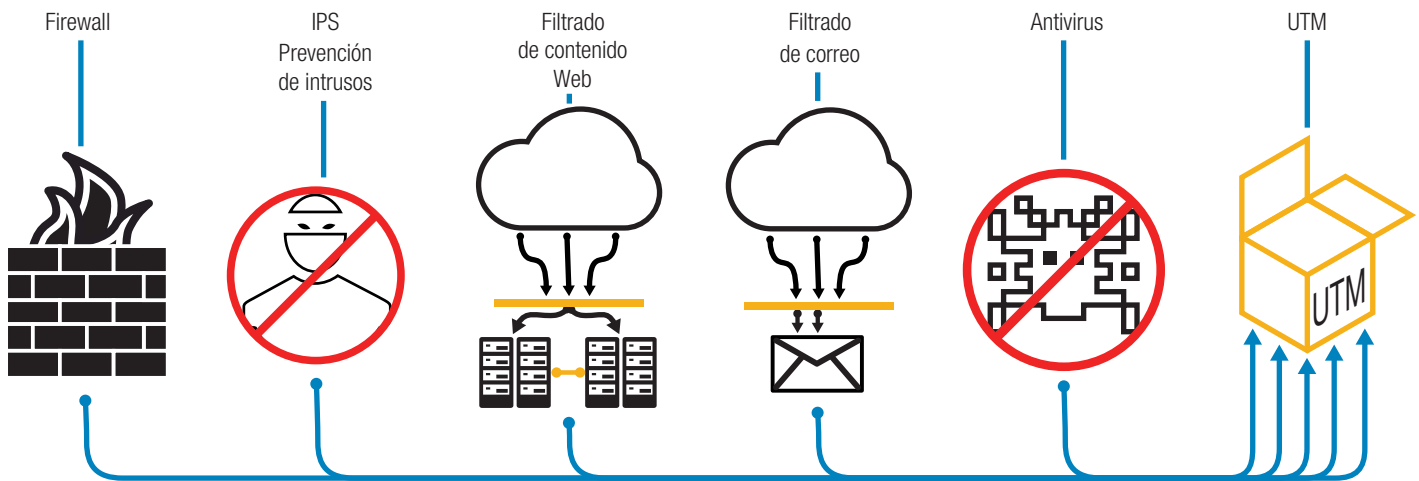 Firewall
IPS
Prevención
de intrusos
Filtrado
de contenido
Web
Filtrado
de correo
Antivirus
UTM
UTM